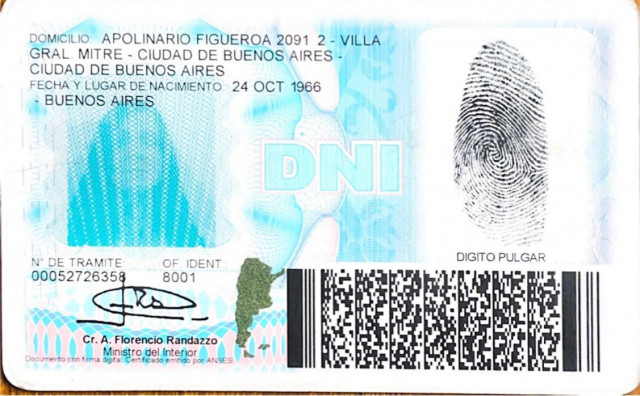 DOMICILIO: APOLINARIO FIGUEROA 2091 2 - VILLA
GRAL. MITRE - CIUDAD DE BUENOS AIRES -
CIUDAD DE BUENOS AIRES
FECHA Y LUGAR DE NACIMIENTO: 24 OCT 1966
- BUENOS AIRES
DNI
DIGITO PULGAR
N° DE TRAMITE
OF IDENT
00052726358
8001
Cr. A. Florencio Randazzo
Ministro del Interior
Documento con firma digital. Certificado emitido por ANSES.